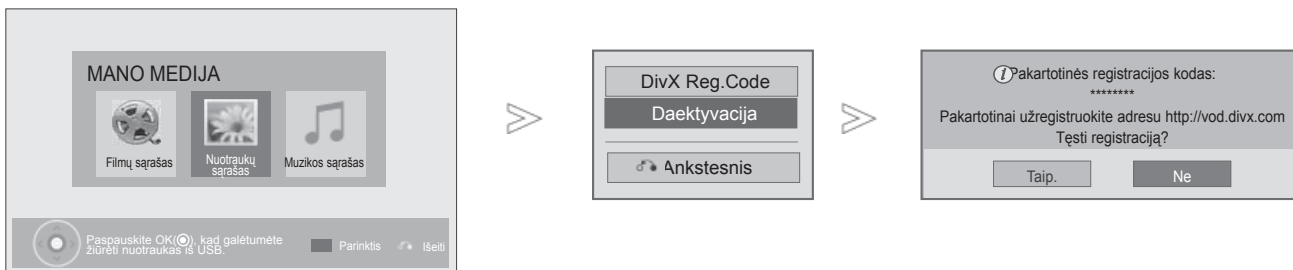 MANO MEDIJA
Filmų sąrašas
Nuotraukų
sąrašas
Muzikos sąrašas
Paspauskite OK(◉), kad galėtumėte
žiūrėti nuotraukas iš USB.
Parinktis
Išeiti
DivX Reg.Code
Daektyvacija
Ankstesnis
Pakartotinės registracijos kodas:
********
Pakartotinai užregistruokite adresu http://vod.divx.com
Tęsti registraciją?
Taip.
Ne